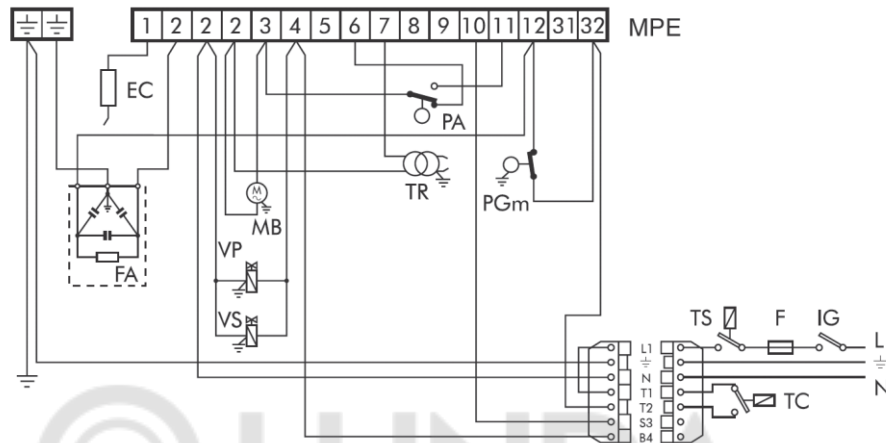 1 2 2 2 3 4 5 6 7 8 9 10 11 12 31 32 MPE
EC
PA
TR
PGm
M
MB
FA
VP
VS
TS F IG
L1 L
N N
T1
T2 TC
S3
B4